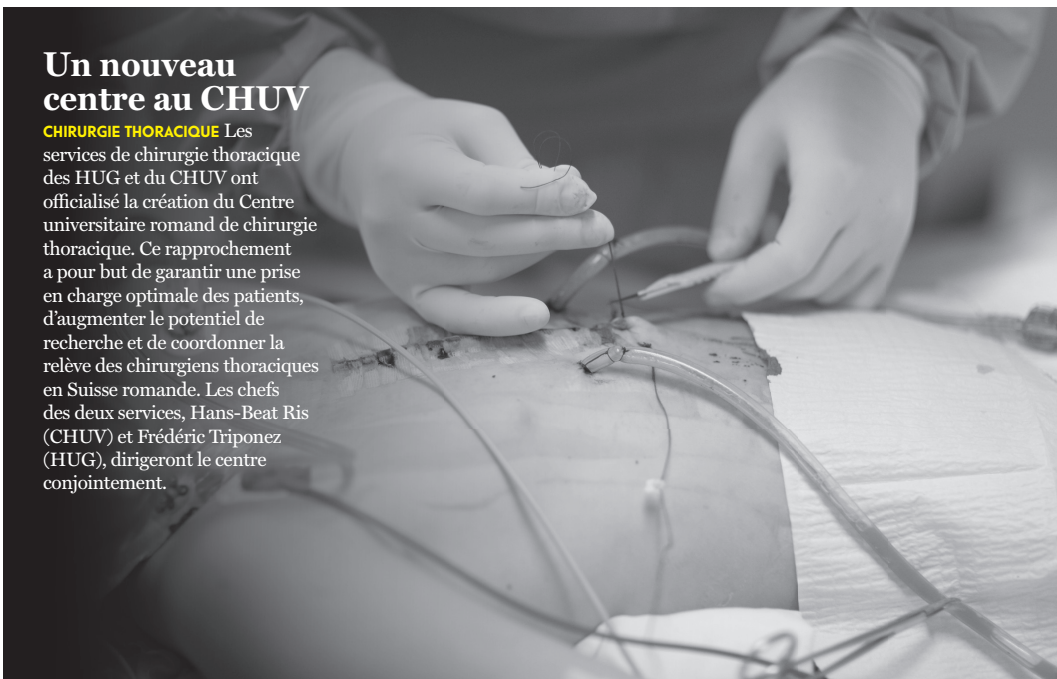 Un nouveau
centre au CHUV
CHIRURGIE THORACIQUE Les
services de chirurgie thoracique
des HUG et du CHUV ont
officialisé la création du Centre
universitaire romand de chirurgie
thoracique. Ce rapprochement
a pour but de garantir une prise
en charge optimale des patients,
d’augmenter le potentiel de
recherche et de coordonner la
relève des chirurgiens thoraciques
en Suisse romande. Les chefs
des deux services, Hans-Beat Ris
(CHUV) et Frédéric Triponez
(HUG), dirigeront le centre
conjointement.